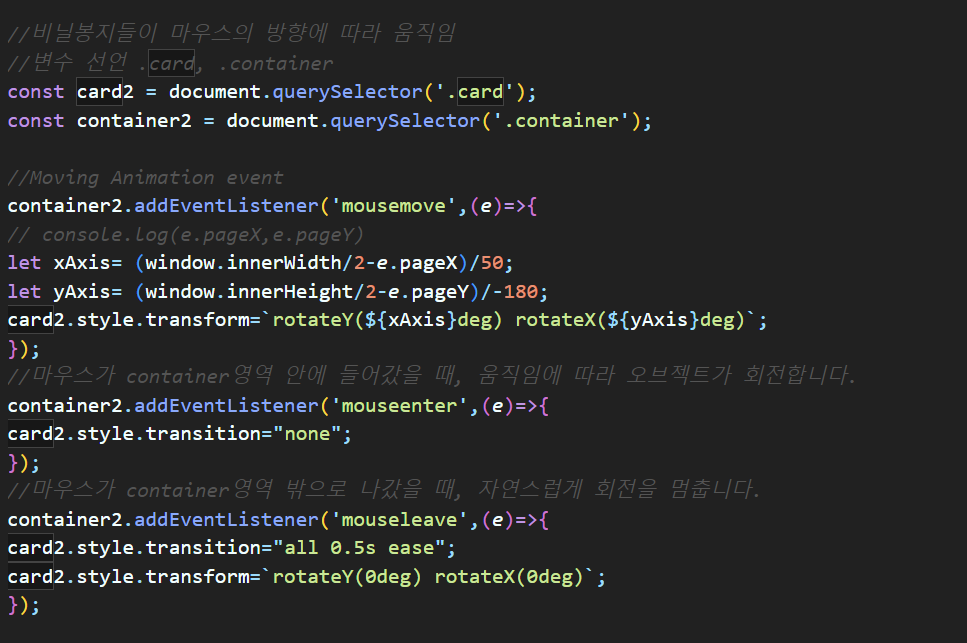 //비닐봉지들이 마우스의 방향에 따라 움직임
//변수 선언 .card, .container
const card2 = document.querySelector('.card');
const container2 = document.querySelector('.container');
//Moving Animation event
container2.addEventListener('mousemove',(e)=>{
// console.log(e.pageX,e.pageY)
let xAxis= (window.innerWidth/2-e.pageX)/50;
let yAxis= (window.innerHeight/2-e.pageY)/-180;
card2.style.transform=`rotateY(${xAxis}deg) rotateX(${yAxis}deg)`;
});
//마우스가 container영역 안에 들어갔을 때, 움직임에 따라 오브젝트가 회전합니다.
container2.addEventListener('mouseenter',(e)=>{
card2.style.transition="none";
});
//마우스가 container영역 밖으로 나갔을 때, 자연스럽게 회전을 멈춥니다.
container2.addEventListener('mouseleave',(e)=>{
card2.style.transition="all 0.5s ease";
card2.style.transform=`rotateY(0deg) rotateX(0deg)`;
});